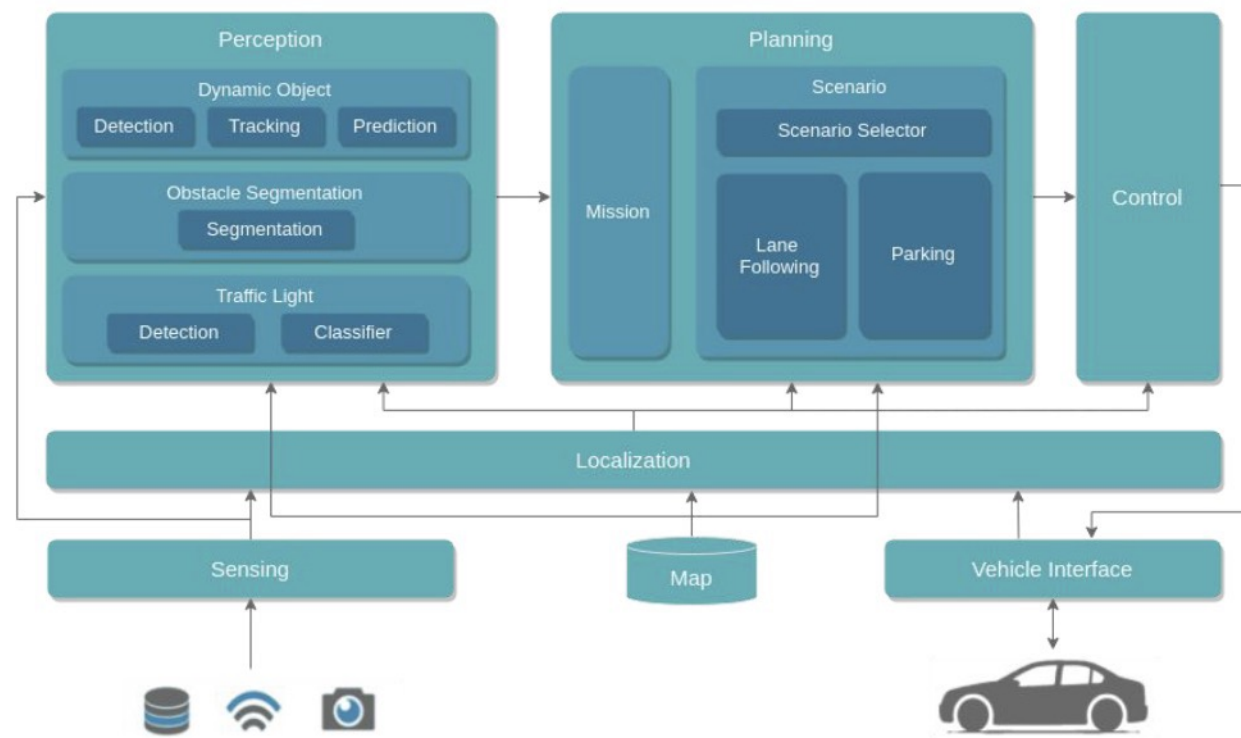 Perception
Dynamic Object
Detection
Tracking
Prediction
Obstacle Segmentation
Segmentation
Traffic Light
Detection
Classifier
Planning
Mission
Scenario
Scenario Selector
Lane
Following
Parking
Control
Localization
Sensing
Map
Vehicle Interface